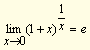 lim(1 + x)^{1/x} = e
x→0